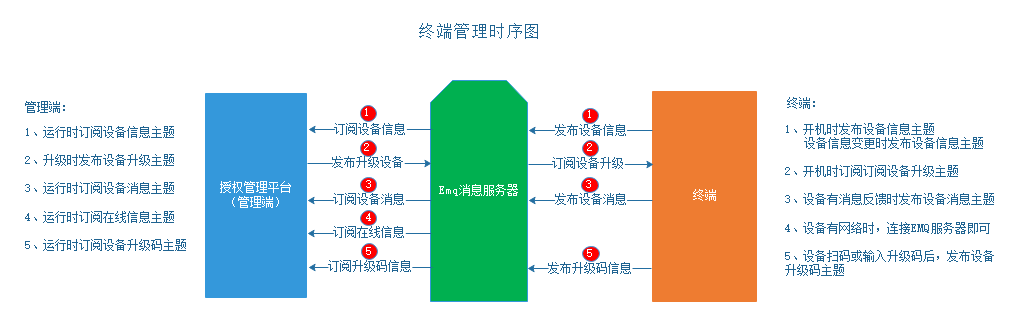 终端管理时序图
管理端：
1、运行时订阅设备信息主题
2、升级时发布设备升级主题
3、运行时订阅设备消息主题
4、运行时订阅在线信息主题
5、运行时订阅设备升级码主题
授权管理平台
（管理端）
1
订阅设备信息
2
发布升级设备
3
订阅设备消息
4
订阅在线信息
5
订阅升级码信息
Emq消息服务器
1
发布设备信息
2
订阅设备升级
3
发布设备消息
5
发布升级码信息
终端
终端：
1、开机时发布设备信息主题
设备信息变更时发布设备信息主题
2、开机时订阅订阅设备升级主题
3、设备有消息反馈时发布设备消息主题
4、设备有网络时，连接EMQ服务器即可
5、设备扫码或输入升级码后，发布设备
升级码主题